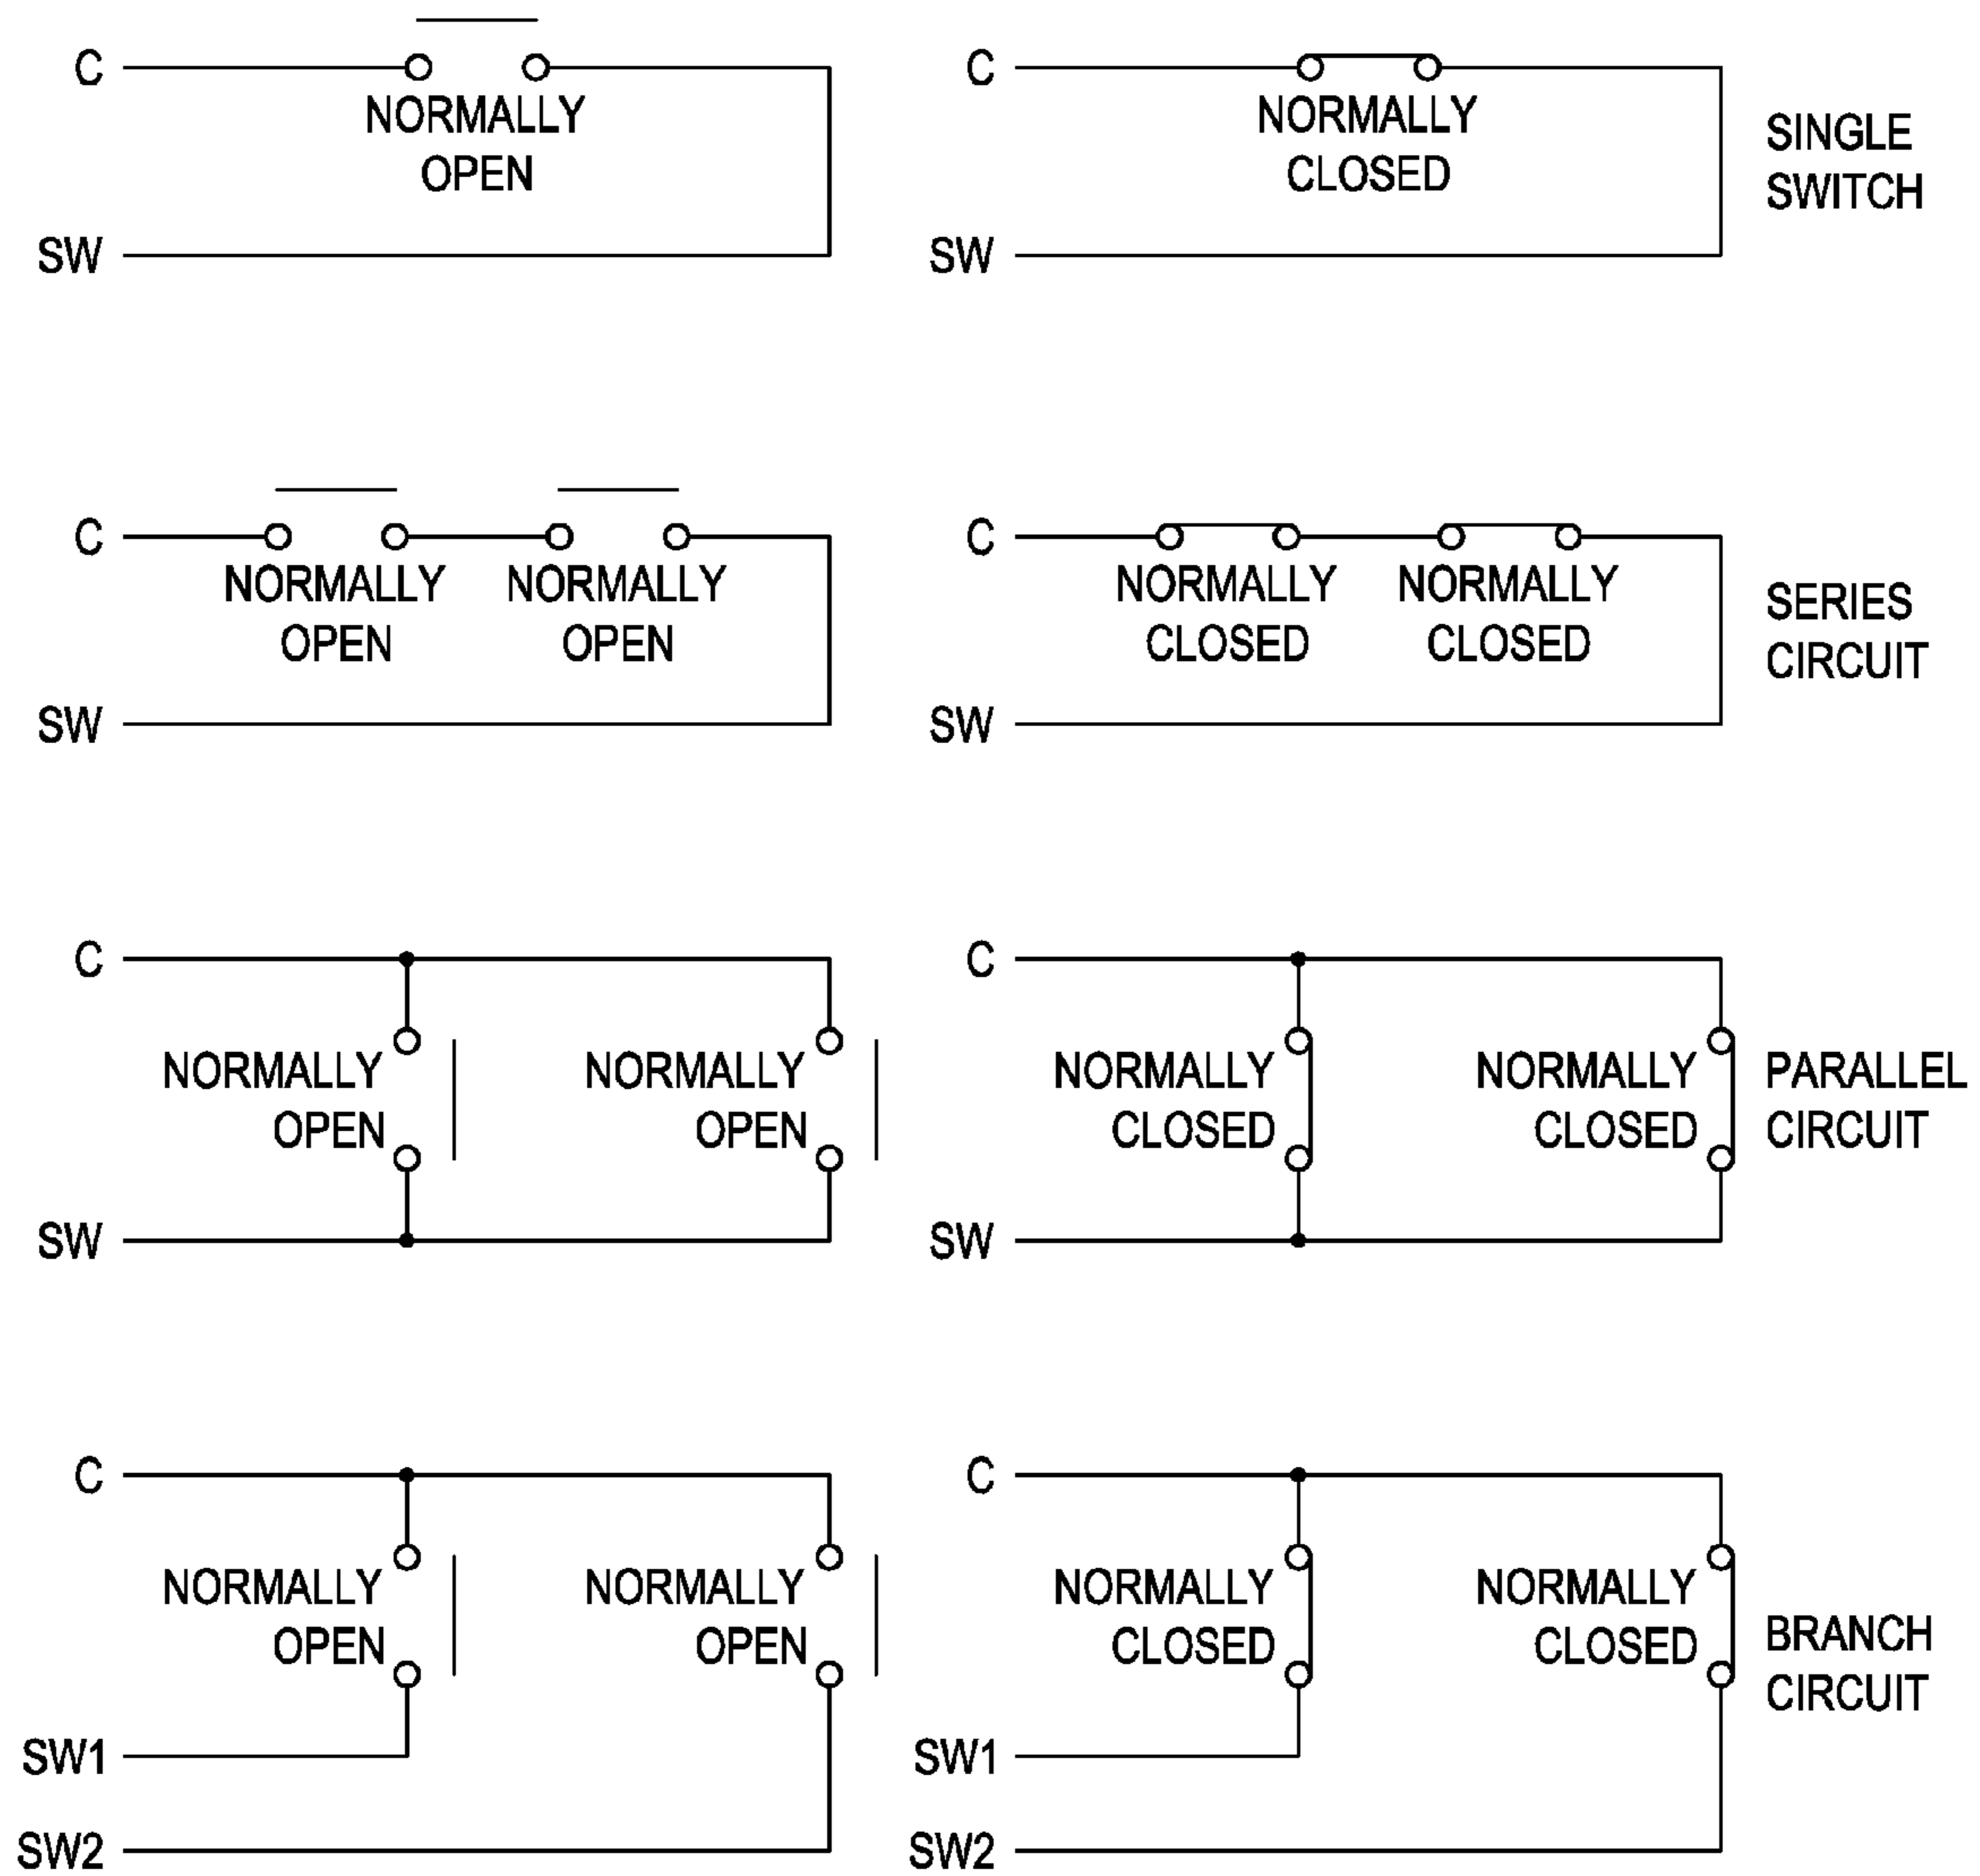 C
NORMALLY
OPEN
SW
C
NORMALLY
CLOSED
SW
SINGLE
SWITCH
C
NORMALLY NORMALLY
OPEN OPEN
SW
C
NORMALLY NORMALLY
CLOSED CLOSED
SW
SERIES
CIRCUIT
C
NORMALLY
OPEN
NORMALLY
OPEN
SW
C
NORMALLY
CLOSED
NORMALLY
CLOSED
SW
PARALLEL
CIRCUIT
C
NORMALLY
OPEN
NORMALLY
OPEN
SW1
SW2
C
NORMALLY
CLOSED
NORMALLY
CLOSED
SW1
SW2
BRANCH
CIRCUIT